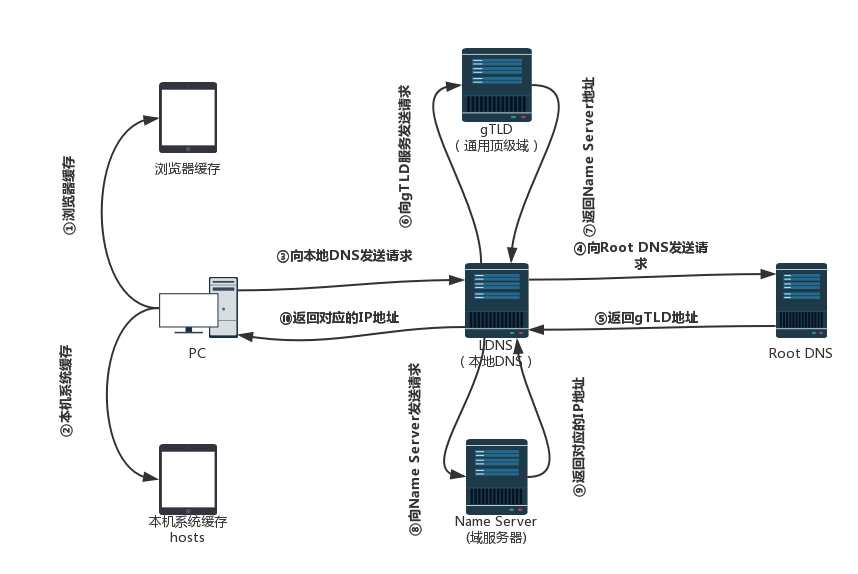 gTLD
（通用顶级域）
⑥向gTLD服务发送请求
⑦返回Name Server地址
浏览器缓存
①浏览器缓存
③向本地DNS发送请求
④向Root DNS发送请
求
⑩返回对应的IP地址
⑤返回gTLD地址
PC
LDNS
（本地DNS）
Root DNS
②本机系统缓存
⑧向Name Server发送请求
⑨返回对应的IP地址
本机系统缓存
hosts
Name Server
(域服务器)